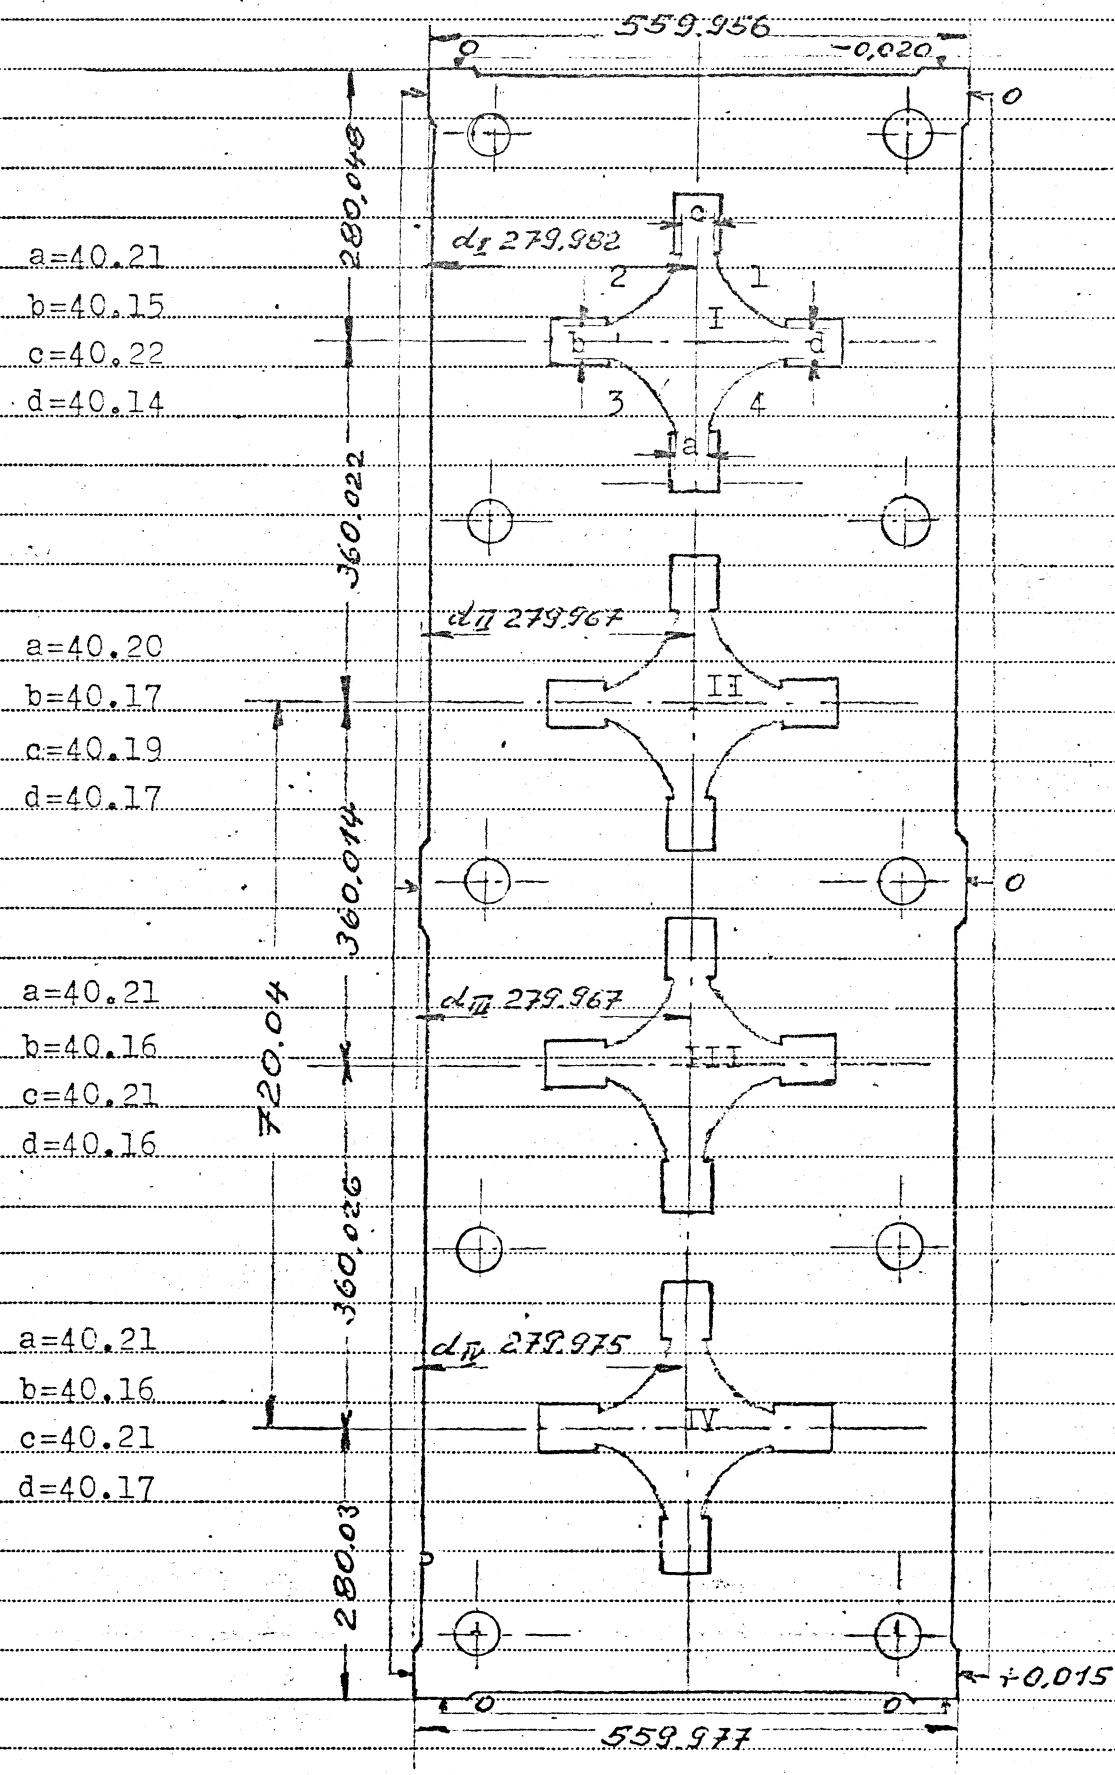 559.956
0 -0,020
0
280,048
c
a=40.21
dI 279.982
2 1
b=40.15
I
c=40.22
b d
d=40.14
3 4
a
360.022
dII 279.967
a=40.20
b=40.17
II
c=40.19
d=40.17
360,014
0
a=40.21
dIII 279.967
720.04
b=40.16
III
c=40.21
d=40.16
360,026
a=40.21
dIV 279.975
b=40.16
IV
c=40.21
d=40.17
280.03
+0,015
0 0
559.977